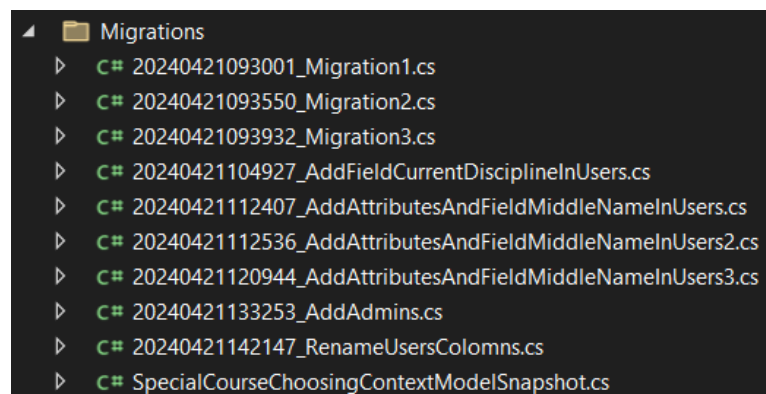 Migrations
C# 20240421093001_Migration1.cs
C# 20240421093550_Migration2.cs
C# 20240421093932_Migration3.cs
C# 20240421104927_AddFieldCurrentDisciplineInUsers.cs
C# 20240421112407_AddAttributesAndFieldMiddleNameInUsers.cs
C# 20240421112536_AddAttributesAndFieldMiddleNameInUsers2.cs
C# 20240421120944_AddAttributesAndFieldMiddleNameInUsers3.cs
C# 20240421133253_AddAdmins.cs
C# 20240421142147_RenameUsersColomns.cs
C# SpecialCourseChoosingContextModelSnapshot.cs